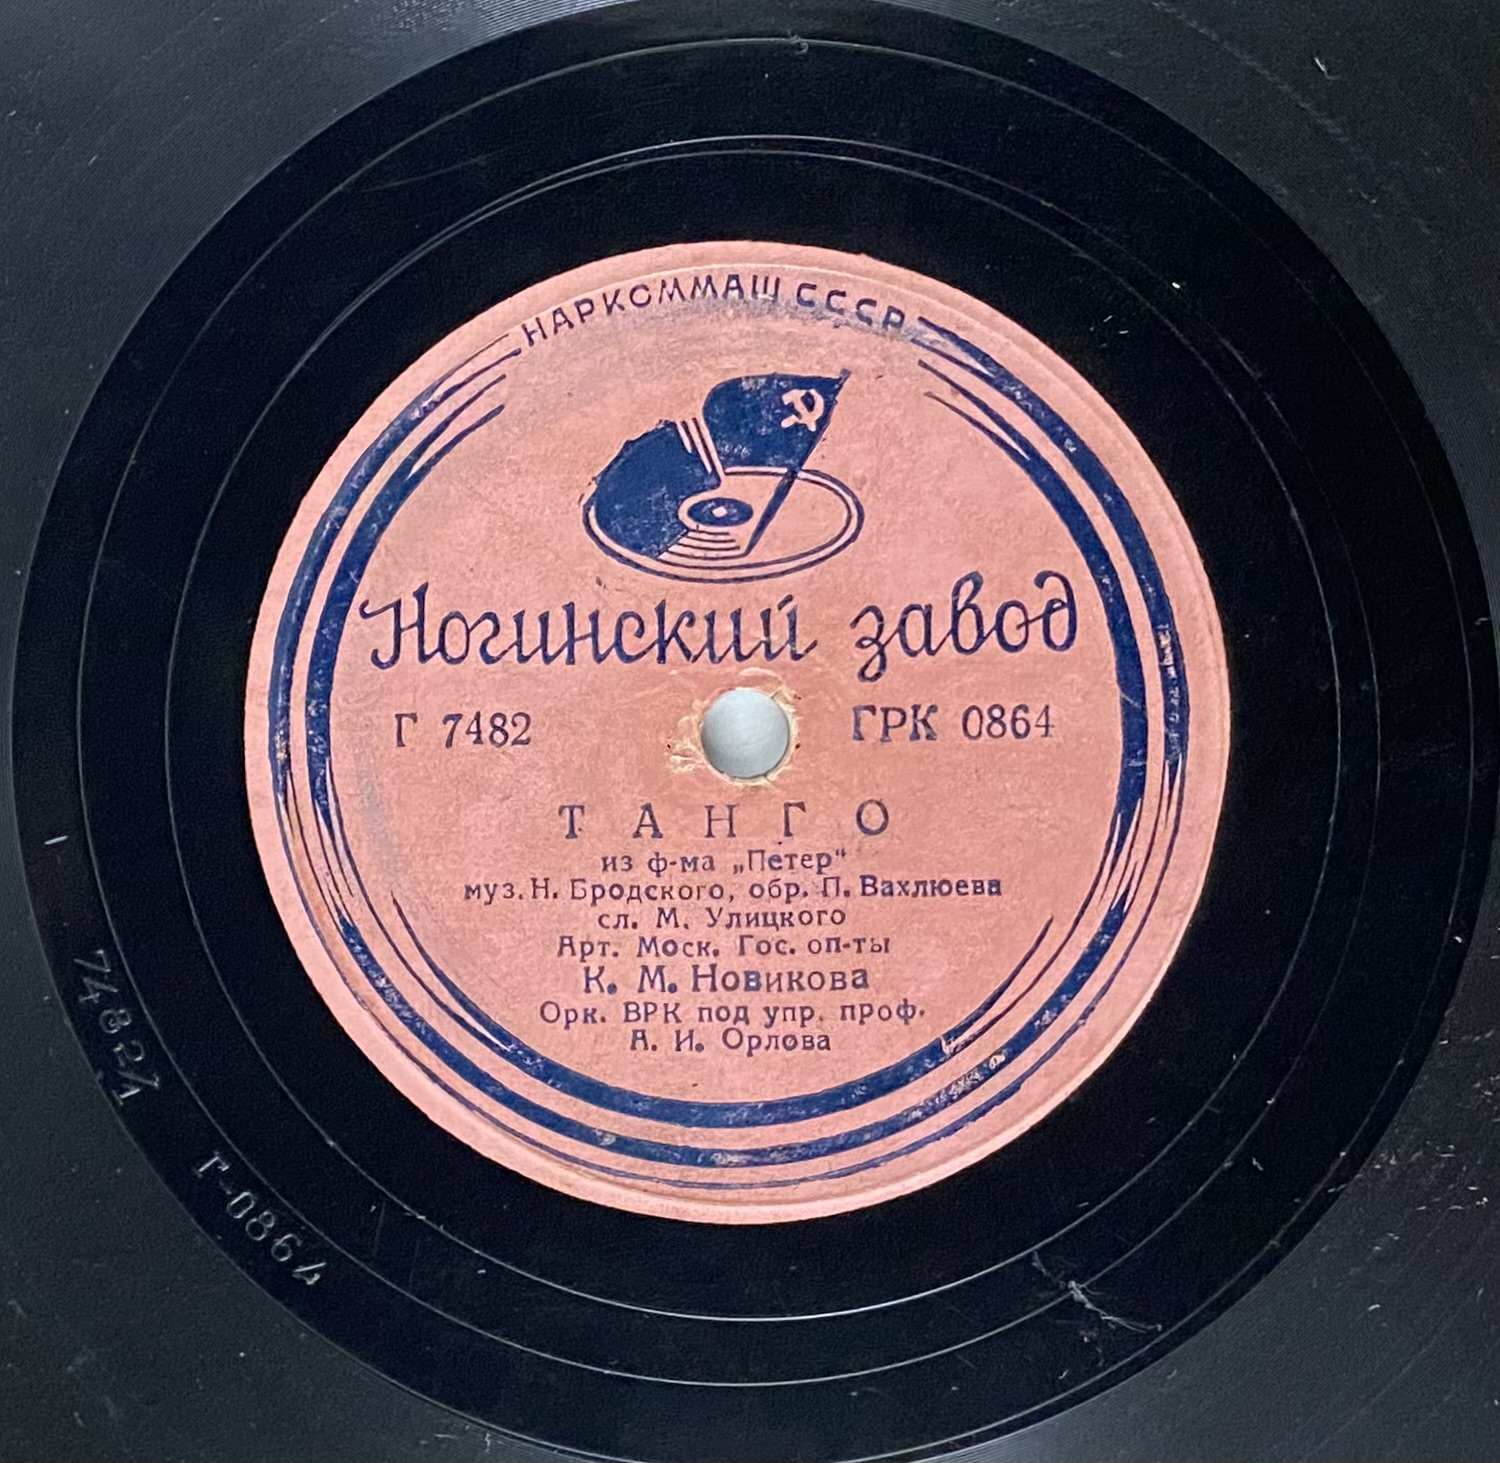 НАРКОММАШ СССР
Ногинский завод
Г 7482 ГРК 0864
ТАНГО
из ф-ма „Петер“
муз. Н. Бродского, обр. П. Вахлюева
сл. М. Улицкого
Арт. Моск. Гос. оп-ты
К. М. Новикова
Орк. ВРК под упр. проф.
А. И. Орлова
7482/
Г-0864